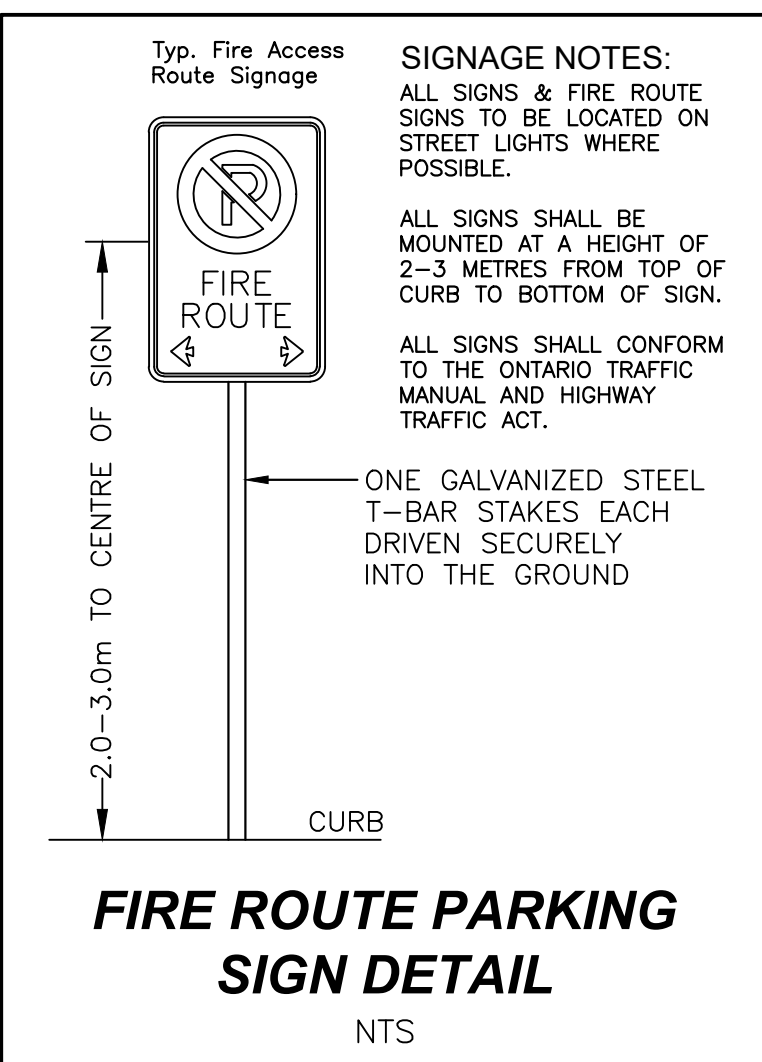 Typ. Fire Access
Route Signage
SIGNAGE NOTES:
ALL SIGNS & FIRE ROUTE
SIGNS TO BE LOCATED ON
STREET LIGHTS WHERE
POSSIBLE.
ALL SIGNS SHALL BE
MOUNTED AT A HEIGHT OF
2-3 METRES FROM TOP OF
CURB TO BOTTOM OF SIGN.
ALL SIGNS SHALL CONFORM
TO THE ONTARIO TRAFFIC
MANUAL AND HIGHWAY
TRAFFIC ACT.
P
FIRE
ROUTE
2.0-3.0m TO CENTRE OF SIGN
ONE GALVANIZED STEEL
T-BAR STAKES EACH
DRIVEN SECURELY
INTO THE GROUND
CURB
FIRE ROUTE PARKING
SIGN DETAIL
NTS